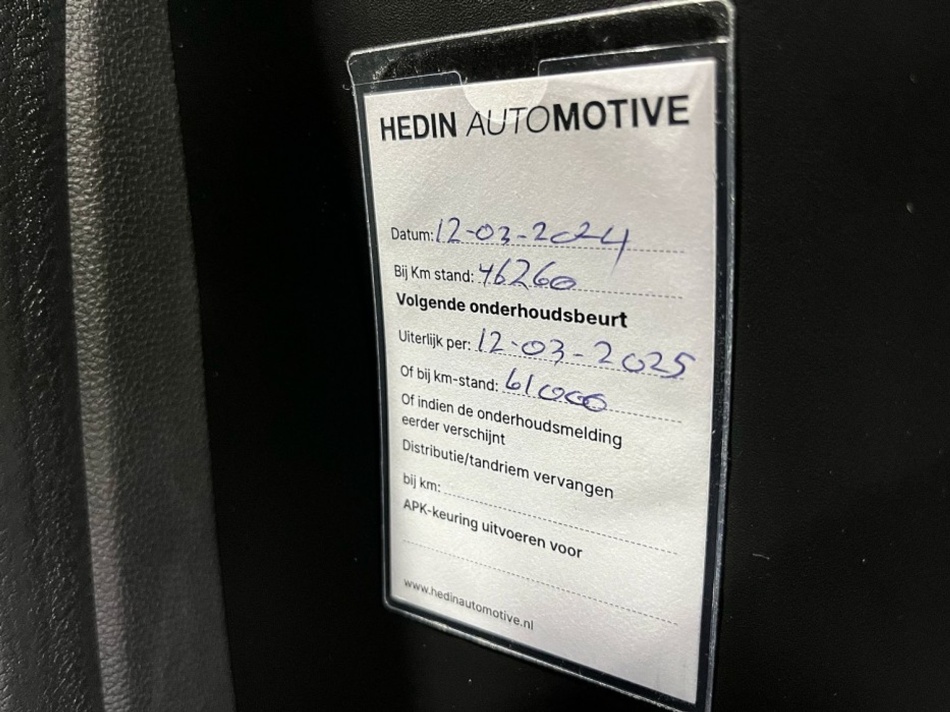 HEDIN AUTOMOTIVE
Datum: 12-03-2024
Bij Km stand: 46260
Volgende onderhoudsbeurt
Uiterlijk per: 12-03-2025
Of bij km-stand: 61000
Of indien de onderhoudsmelding
eerder verschijnt
Distributie/tandriem vervangen
bij km:
APK-keuring uitvoeren voor
www.hedinautomotive.nl